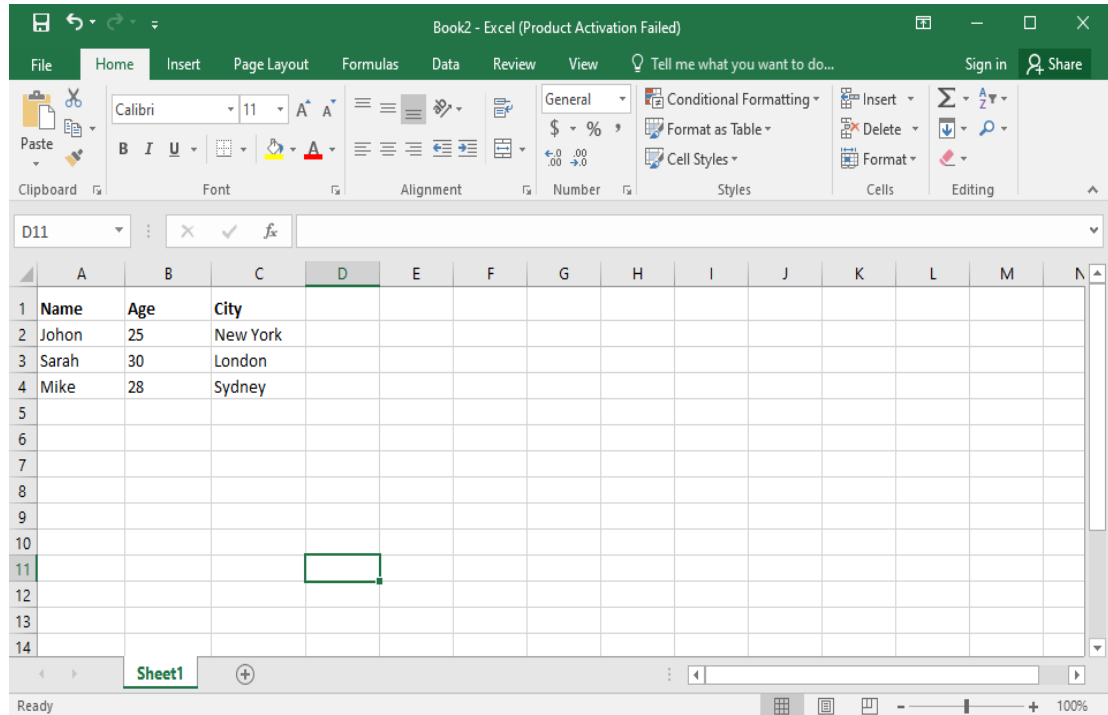 Book2 - Excel (Product Activation Failed)
File Home Insert Page Layout Formulas Data Review View Tell me what you want to do... Sign in Share
Calibri 11 A A General Conditional Formatting Insert Σ A Z
Paste B I U A $ % , Format as Table Delete
.0 .00 .00 .0 Cell Styles Format
Clipboard Font Alignment Number Styles Cells Editing
D11 fx
A B C D E F G H I J K L M N
1 Name Age City
2 Johon 25 New York
3 Sarah 30 London
4 Mike 28 Sydney
5
6
7
8
9
10
11
12
13
14
Sheet1
Ready 100%